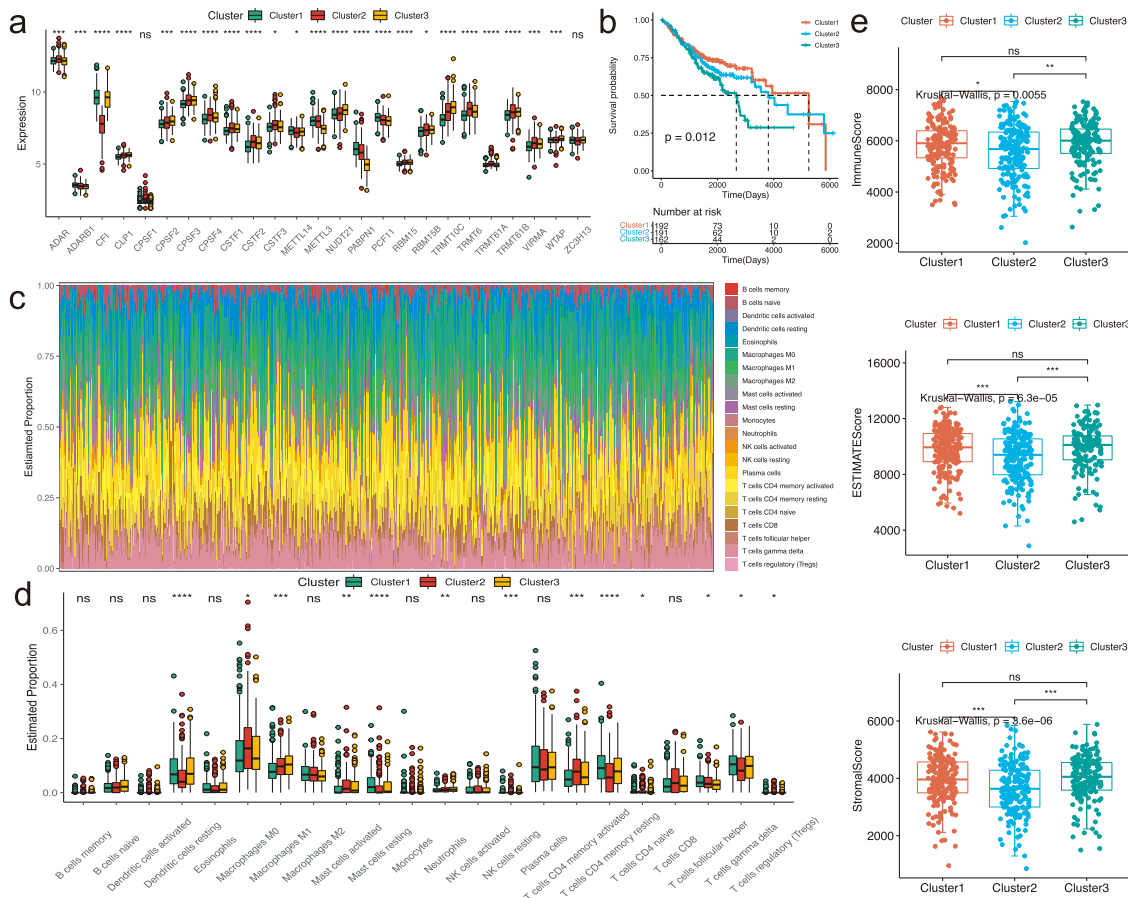 a
Cluster Cluster1 Cluster2 Cluster3
*** *** **** **** ns *** **** **** **** **** * * **** **** **** **** **** * **** **** **** *** *** ns
Expression
10
5
ADAR
ADARB1
CFI
CLP1
CPSF1
CPSF2
CPSF3
CPSF4
CSTF1
CSTF2
CSTF3
METTL14
METTL3
NUDT21
PABPN1
PCF11
RBM15
RBM15B
TRMT10C
TRMT6
TRMT61A
TRMT61B
VIRMA
WTAP
ZC3H13
b
Cluster1
Cluster2
Cluster3
Survival probability
1.00
0.75
0.50
0.25
0.00
p = 0.012
0 2000 4000 6000
Time(Days)
Number at risk
Cluster1 192 73 10 0
Cluster2 191 62 10 2
Cluster3 162 44 2 0
0 2000 4000 6000
Time(Days)
c
Estiamted Proportion
1.00
0.75
0.50
0.25
0.00
B cells memory
B cells naive
Dendritic cells activated
Dendritic cells resting
Eosinophils
Macrophages M0
Macrophages M1
Macrophages M2
Mast cells activated
Mast cells resting
Monocytes
Neutrophils
NK cells activated
NK cells resting
Plasma cells
T cells CD4 memory activated
T cells CD4 memory resting
T cells CD4 naive
T cells CD8
T cells follicular helper
T cells gamma delta
T cells regulatory (Tregs)
d
Cluster Cluster1 Cluster2 Cluster3
ns ns ns **** ns * *** ns ** **** ns ** ns *** ns *** **** * ns * * *
Estimated Proportion
0.6
0.4
0.2
0.0
B cells memory
B cells naive
Dendritic cells activated
Dendritic cells resting
Eosinophils
Macrophages M0
Macrophages M1
Macrophages M2
Mast cells activated
Mast cells resting
Monocytes
Neutrophils
NK cells activated
NK cells resting
Plasma cells
T cells CD4 memory activated
T cells CD4 memory resting
T cells CD4 naive
T cells CD8
T cells follicular helper
T cells gamma delta
T cells regulatory (Tregs)
e
Cluster Cluster1 Cluster2 Cluster3
ns
**
*
Kruskal−Wallis, p = 0.0055
ImmuneScore
8000
6000
4000
2000
Cluster1 Cluster2 Cluster3
Cluster Cluster1 Cluster2 Cluster3
ns
***
***
Kruskal−Wallis, p = 6.3e−05
ESTIMATEScore
16000
12000
8000
4000
Cluster1 Cluster2 Cluster3
Cluster Cluster1 Cluster2 Cluster3
ns
***
***
Kruskal−Wallis, p = 3.6e−06
StromalScore
6000
4000
2000
Cluster1 Cluster2 Cluster3